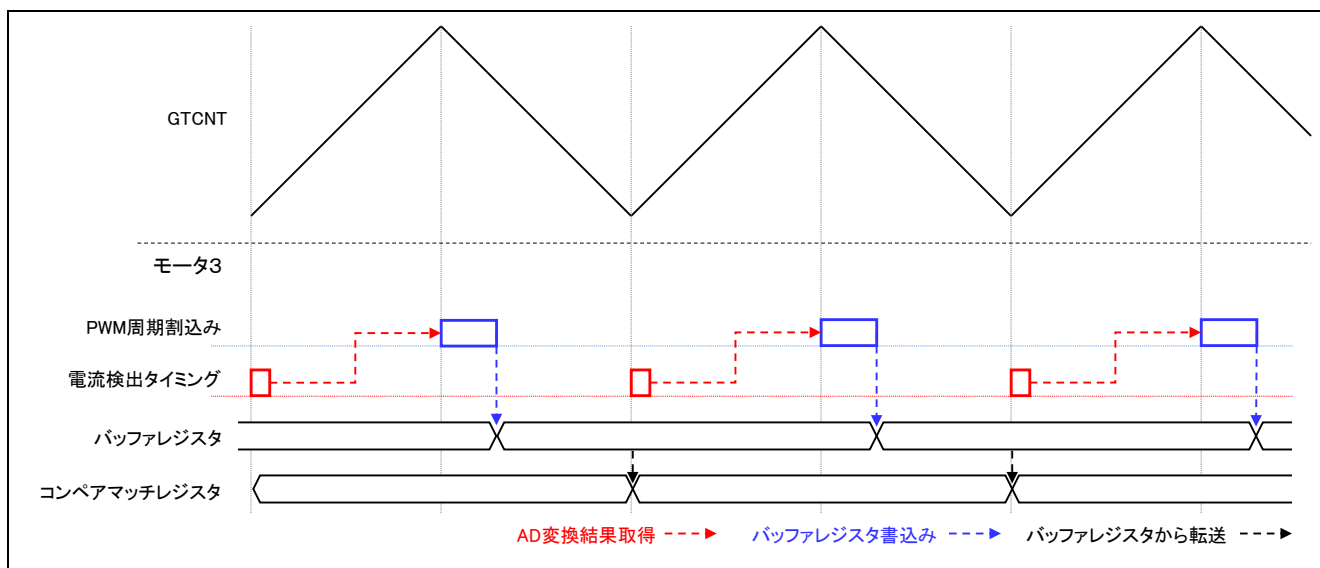 GTCNT
モータ3
PWM周期割込み
電流検出タイミング
バッファレジスタ
コンペアマッチレジスタ
AD変換結果取得
バッファレジスタ書込み
バッファレジスタから転送